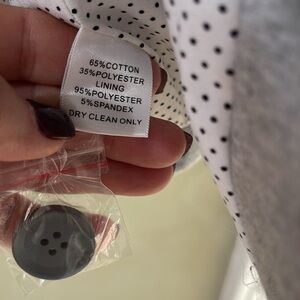 65%COTTON
35%POLYESTER
LINING
95%POLYESTER
5%SPANDEX
DRY CLEAN ONLY